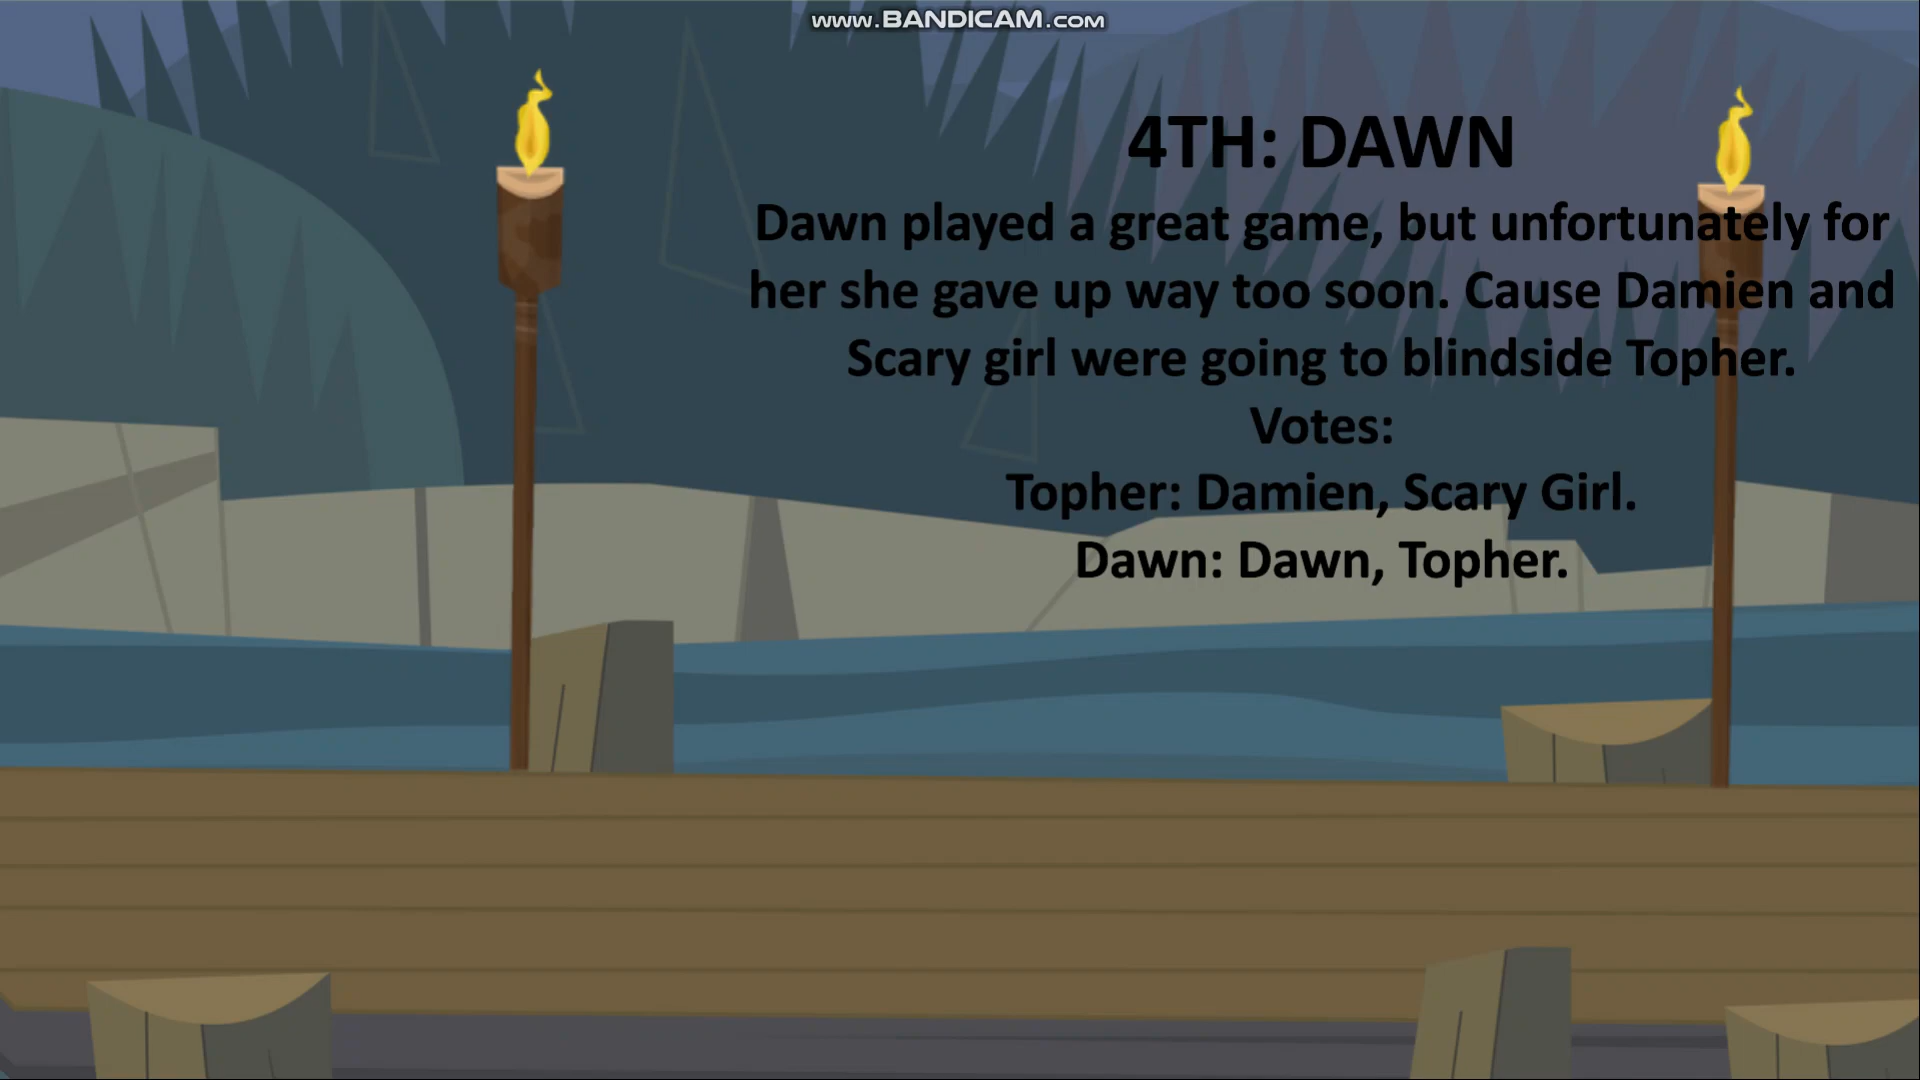 www.BANDICAM.com
4TH: DAWN
Dawn played a great game, but unfortunately for
her she gave up way too soon. Cause Damien and
Scary girl were going to blindside Topher.
Votes:
Topher: Damien, Scary Girl.
Dawn: Dawn, Topher.